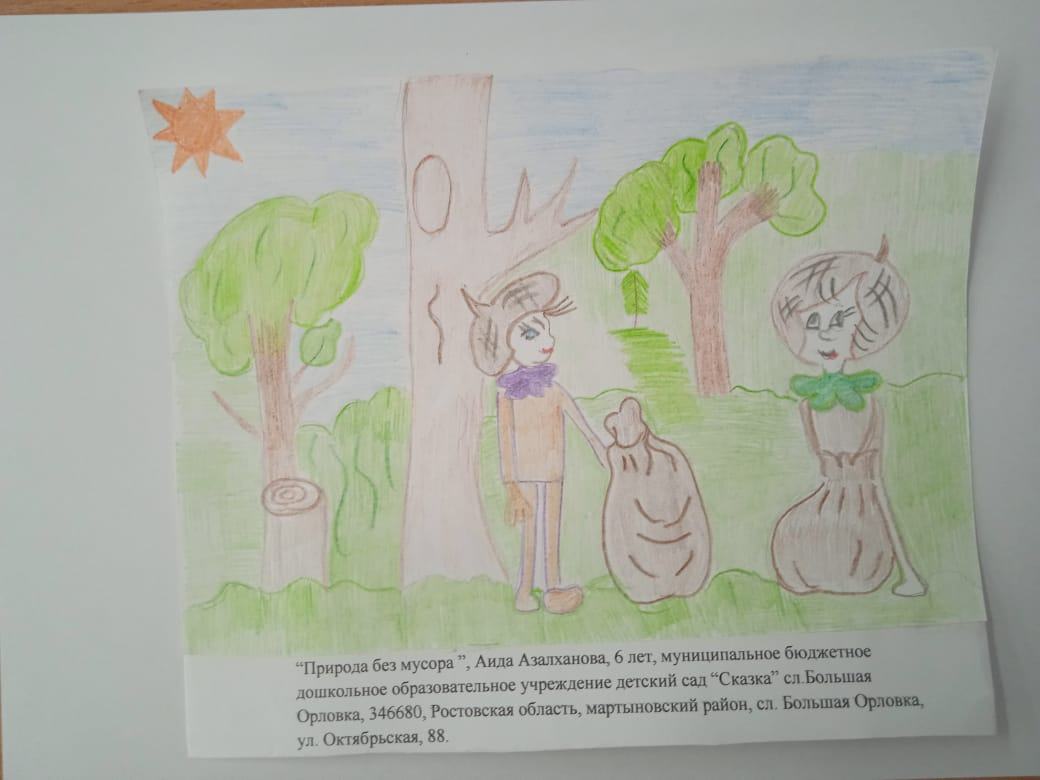 “Природа без мусора ”, Аида Азалханова, 6 лет, муниципальное бюджетное
дошкольное образовательное учреждение детский сад “Сказка” сл.Большая
Орловка, 346680, Ростовская область, мартыновский район, сл. Большая Орловка,
ул. Октябрьская, 88.